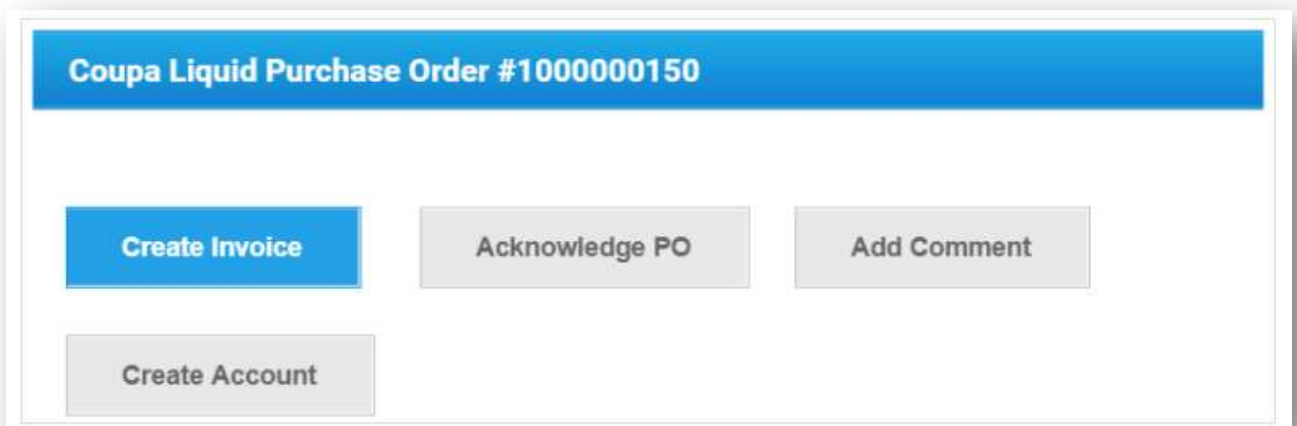 Coupa Liquid Purchase Order #1000000150
Create Invoice
Acknowledge PO
Add Comment
Create Account